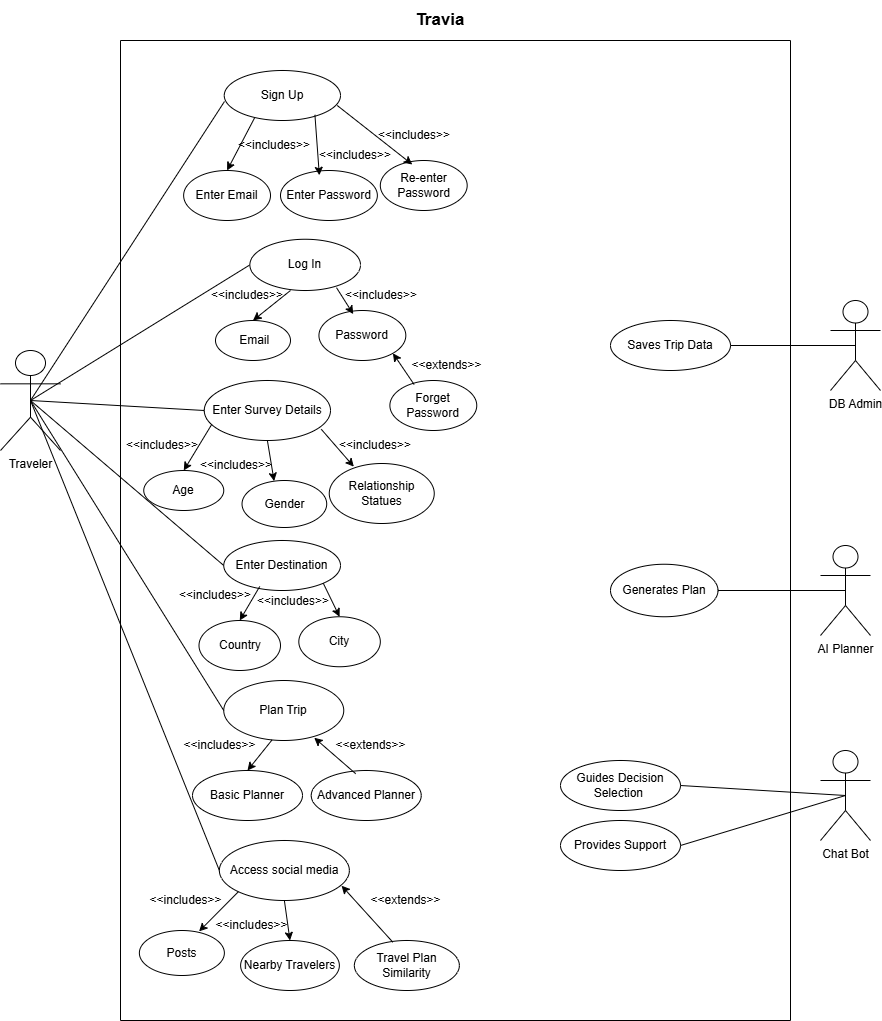 Travia
Sign Up
<<includes>>
<<includes>>
<<includes>>
Enter Email
Enter Password
Re-enter
Password
Log In
<<includes>>
<<includes>>
Email
Password
<<extends>>
Forget
Password
Saves Trip Data
DB Admin
Traveler
Enter Survey Details
<<includes>>
<<includes>>
<<includes>>
Age
Gender
Relationship
Statues
Enter Destination
<<includes>>
<<includes>>
Country
City
Generates Plan
AI Planner
Plan Trip
<<includes>>
<<extends>>
Basic Planner
Advanced Planner
Guides Decision
Selection
Provides Support
Chat Bot
Access social media
<<includes>>
<<includes>>
<<extends>>
Posts
Nearby Travelers
Travel Plan
Similarity